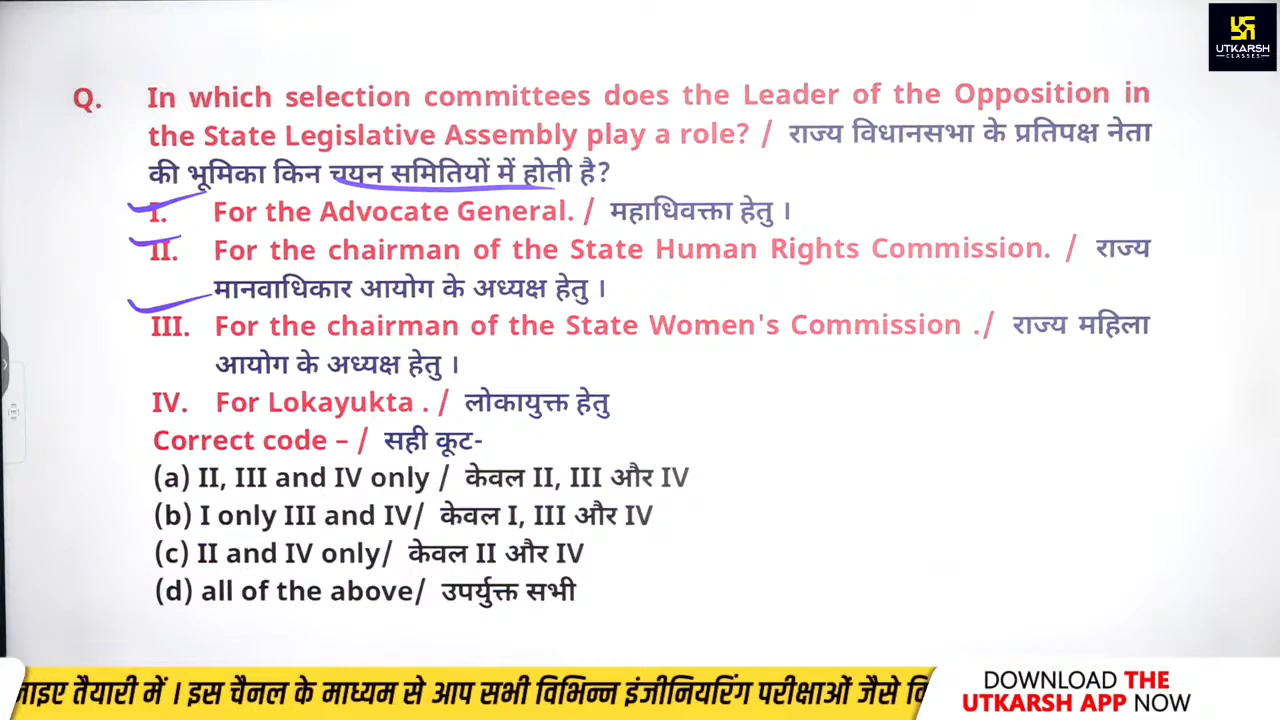 UTKARSH
CLASSES
Q. In which selection committees does the Leader of the Opposition in
the State Legislative Assembly play a role? / राज्य विधानसभा के प्रतिपक्ष नेता
की भूमिका किन चयन समितियों में होती है?
I. For the Advocate General. / महाधिवक्ता हेतु ।
II. For the chairman of the State Human Rights Commission. / राज्य
मानवाधिकार आयोग के अध्यक्ष हेतु ।
III. For the chairman of the State Women's Commission ./ राज्य महिला
आयोग के अध्यक्ष हेतु ।
IV. For Lokayukta . / लोकायुक्त हेतु
Correct code – / सही कूट-
(a) II, III and IV only / केवल II, III और IV
(b) I only III and IV/ केवल I, III और IV
(c) II and IV only/ केवल II और IV
(d) all of the above/ उपर्युक्त सभी
तैयारी में । इस चैनल के माध्यम से आप सभी विभिन्न इंजीनियरिंग परीक्षाओं जैसे
DOWNLOAD THE
UTKARSH APP NOW